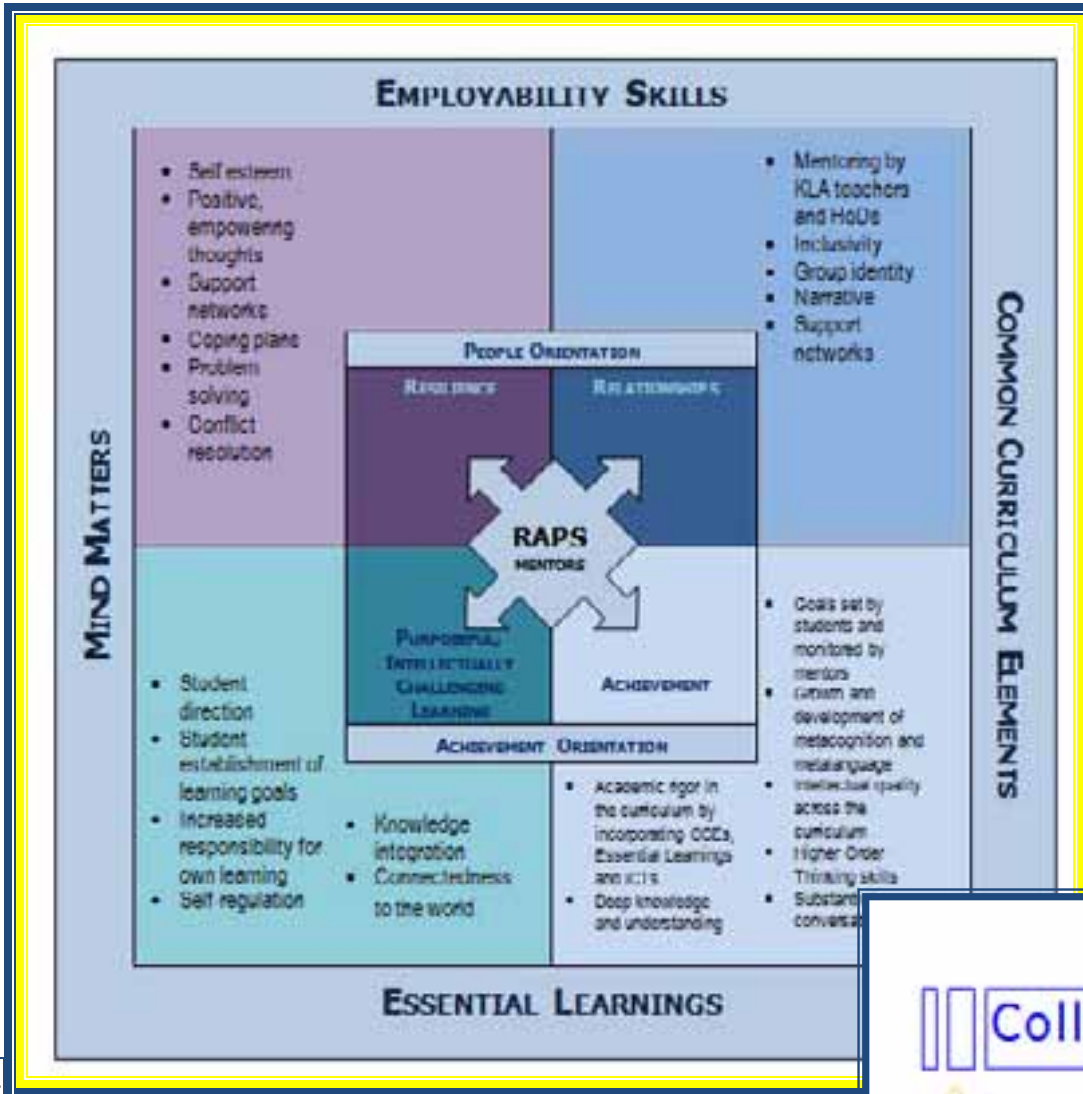 EMPLOYABILITY SKILLS
MIND MATTERS
COMMON CURRICULUM ELEMENTS
• Self esteem
• Positive,
empowering
thoughts
• Support
networks
• Coping plans
• Problem
solving
• Conflict
resolution
• Mentoring by
KLA teachers
and HoDs
• Inclusivity
• Group identity
• Narrative
• Support
networks
PEOPLE ORIENTATION
RESILIENCE
RELATIONSHIPS
RAPS
MENTORS
PURPOSEFUL,
INTELLECTUALLY
CHALLENGING
LEARNING
ACHIEVEMENT
ACHIEVEMENT ORIENTATION
• Student
direction
• Student
establishment of
learning goals
• Increased
responsibility for
own learning
• Self regulation
• Knowledge
integration
• Connectedness
to the world
• Academic rigor in
the curriculum by
incorporating CCEs,
Essential Learnings
and ICTs
• Deep knowledge
and understanding
• Goals set by
students and
monitored by
mentors
• Growth and
development of
metacognition and
metalanguage
• Intellectual quality
across the
curriculum
• Higher Order
Thinking skills
ESSENTIAL LEARNINGS
Coll